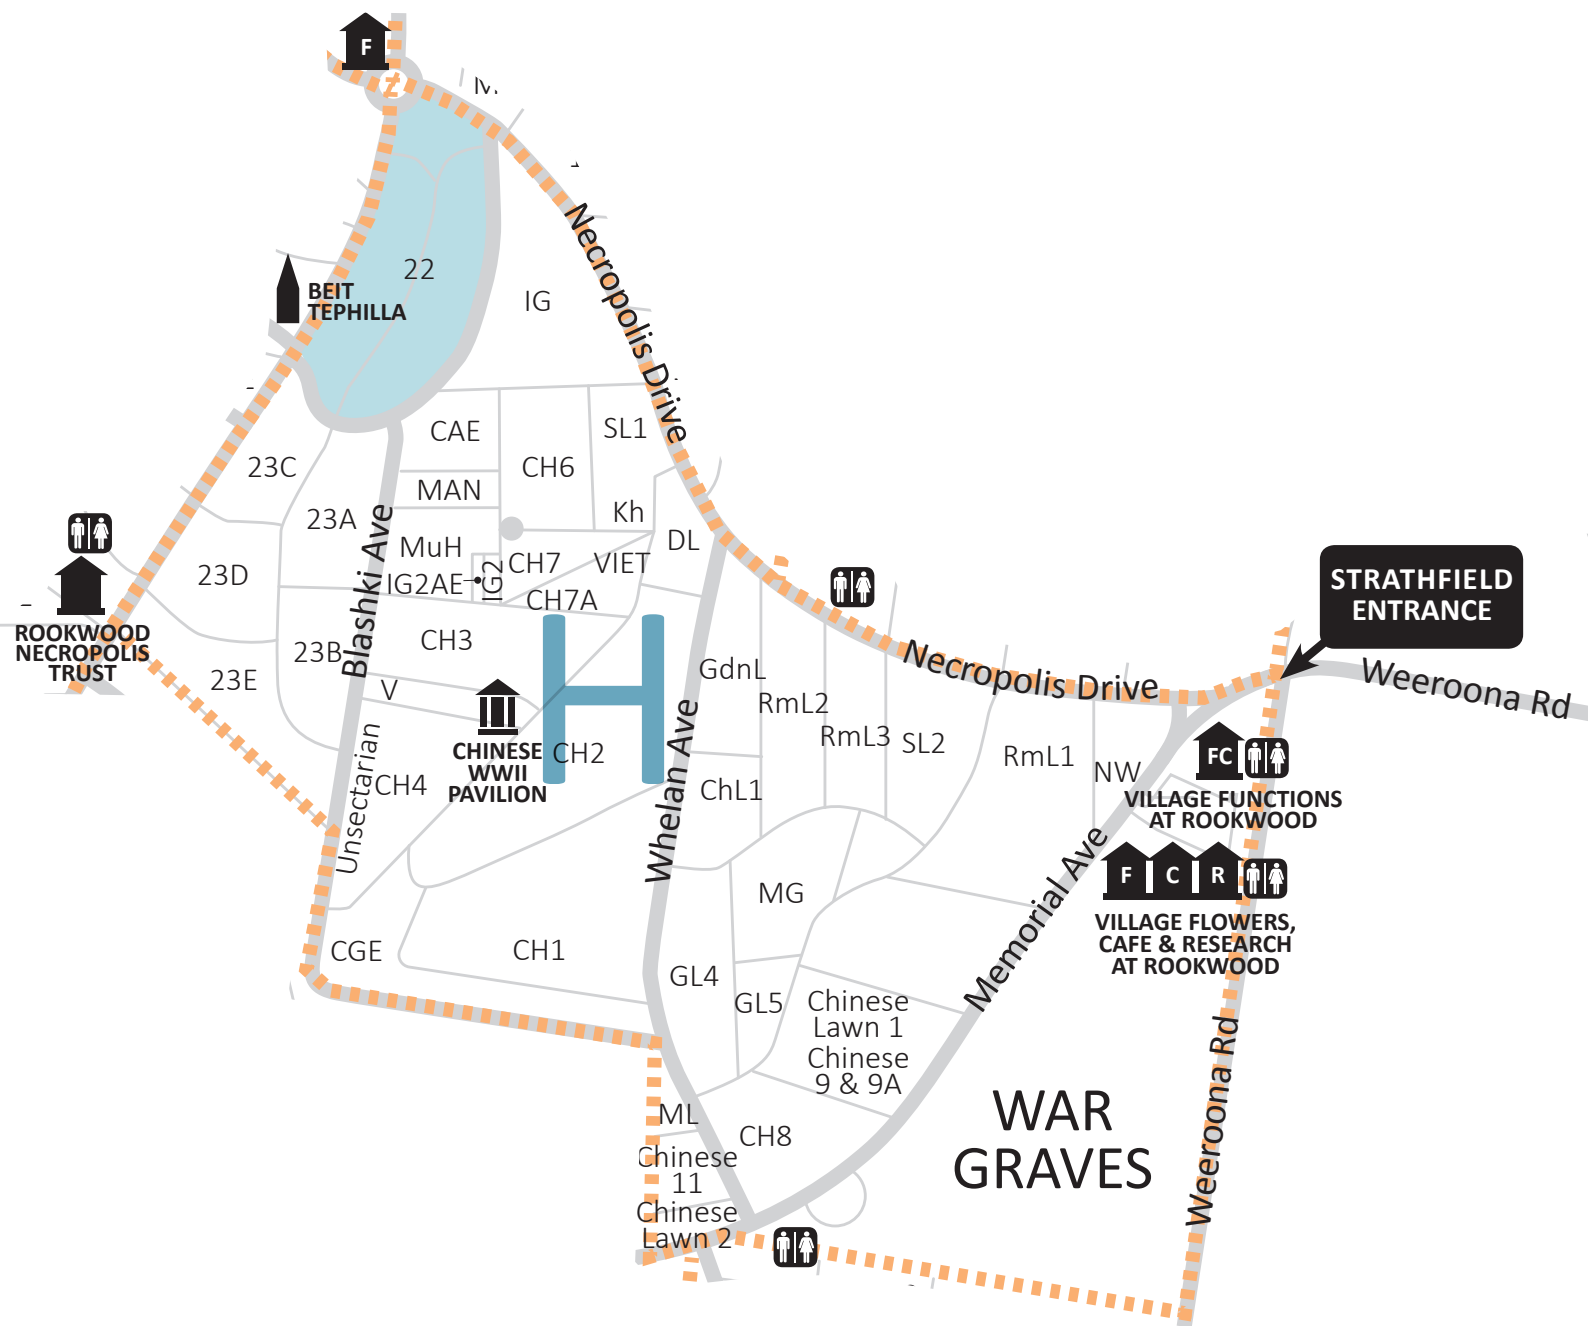 F
22
IG
Necropolis Drive
BEIT
TEPHILLA
CAE
SL1
23C
CH6
MAN
Kh
23A
DL
MuH
CH7
VIET
23D
IG2AE
IG2
CH7A
Blashki Ave
STRATHFIELD
ENTRANCE
ROOKWOOD
NECROPOLIS
TRUST
23B
CH3
23E
V
H
GdnL
Necropolis Drive
Weeroona Rd
RmL2
RmL3
SL2
RmL1
NW
FC
VILLAGE FUNCTIONS
AT ROOKWOOD
CHINESE
WWII
PAVILION
CH2
Unsectarian
CH4
ChL1
Whelan Ave
Memorial Ave
F
C
R
VILLAGE FLOWERS,
CAFE & RESEARCH
AT ROOKWOOD
MG
CGE
CH1
GL4
GL5
Chinese
Lawn 1
Chinese
9 & 9A
Weeroona Rd
WAR
GRAVES
ML
CH8
Chinese
11
Chinese
Lawn 2